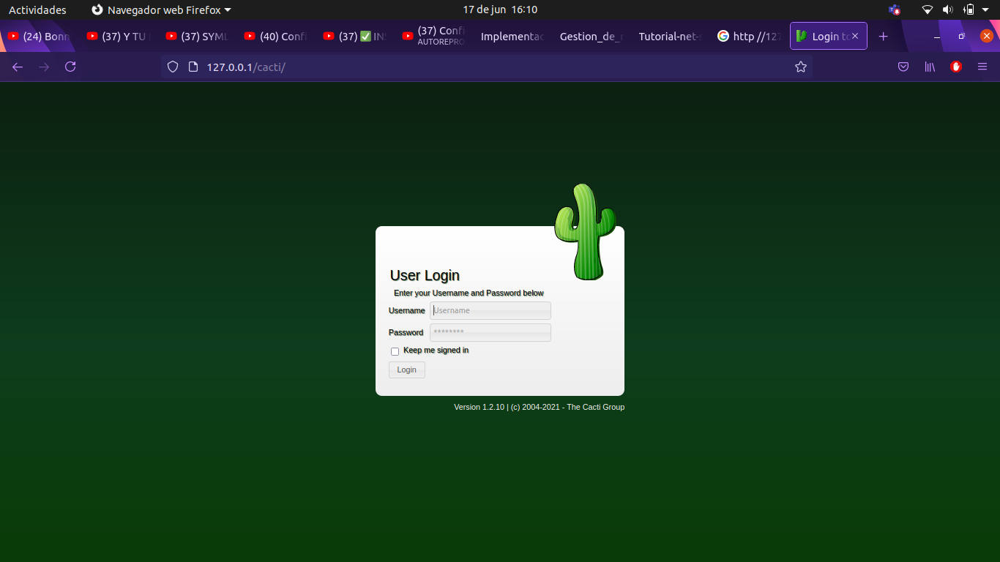 Actividades
Navegador web Firefox
17 de jun 16:10
(24) Bonn
(37) Y TU
(37) SYML
(40) Confi
(37) ✅ INS
(37) Confi
AUTOREPRO
Implementac
Gestion_de_
Tutorial-net-
http //127
Login to
127.0.0.1/cacti/
User Login
Enter your Username and Password below
Username
Username
Password
********
Keep me signed in
Login
Version 1.2.10 | (c) 2004-2021 - The Cacti Group